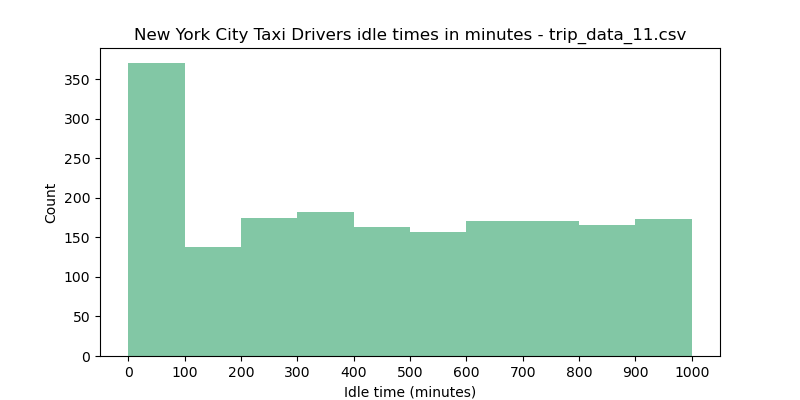 New York City Taxi Drivers idle times in minutes - trip_data_11.csv
350
300
250
200
150
100
50
0
Count
0 100 200 300 400 500 600 700 800 900 1000
Idle time (minutes)